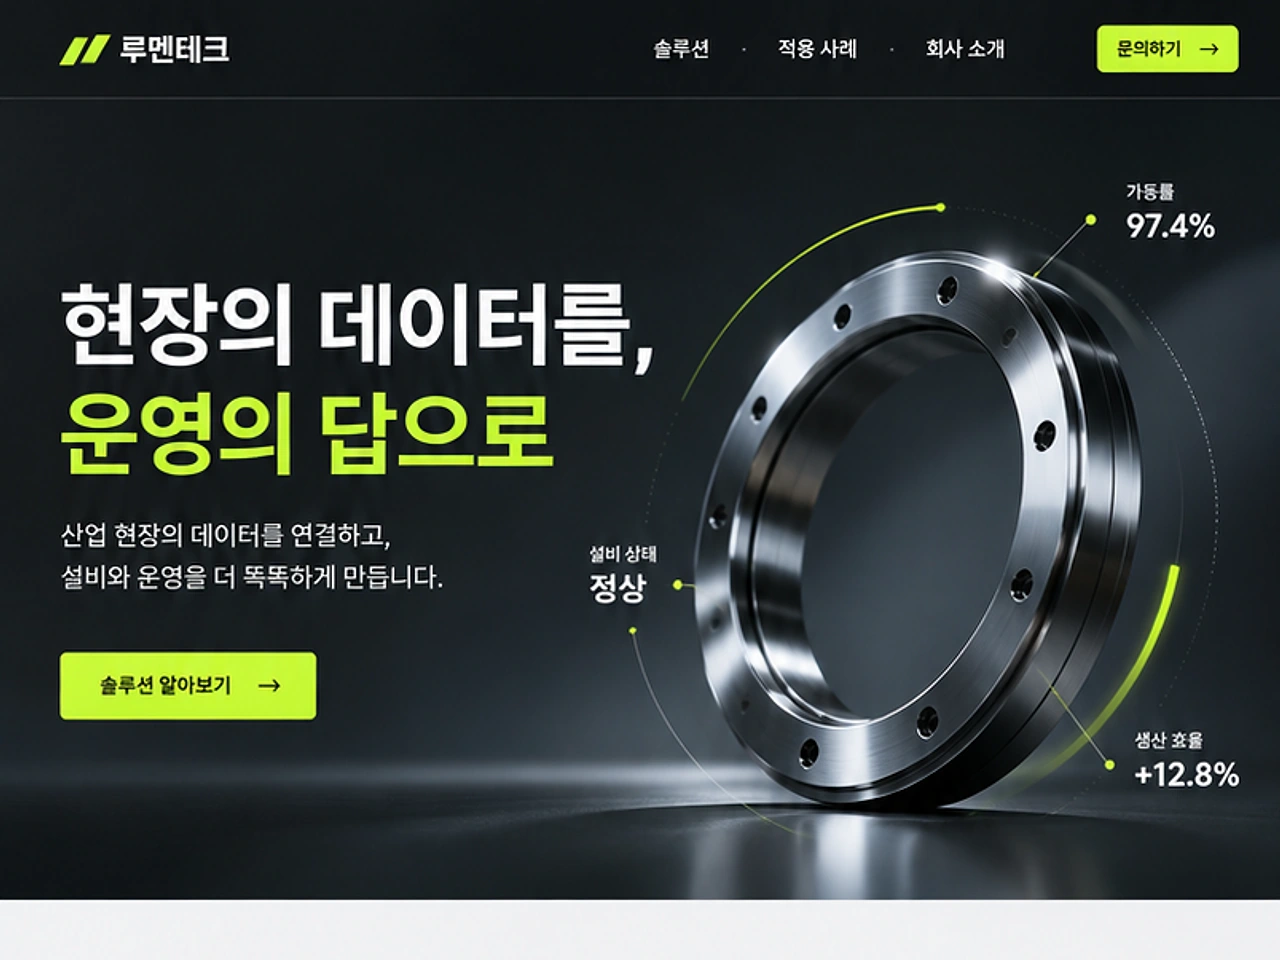 루멘테크
솔루션 · 적용 사례 · 회사 소개
문의하기 →
가동률
97.4%
현장의 데이터를,
운영의 답으로
산업 현장의 데이터를 연결하고,
설비와 운영을 더 똑똑하게 만듭니다.
설비 상태
정상
솔루션 알아보기 →
생산 효율
+12.8%